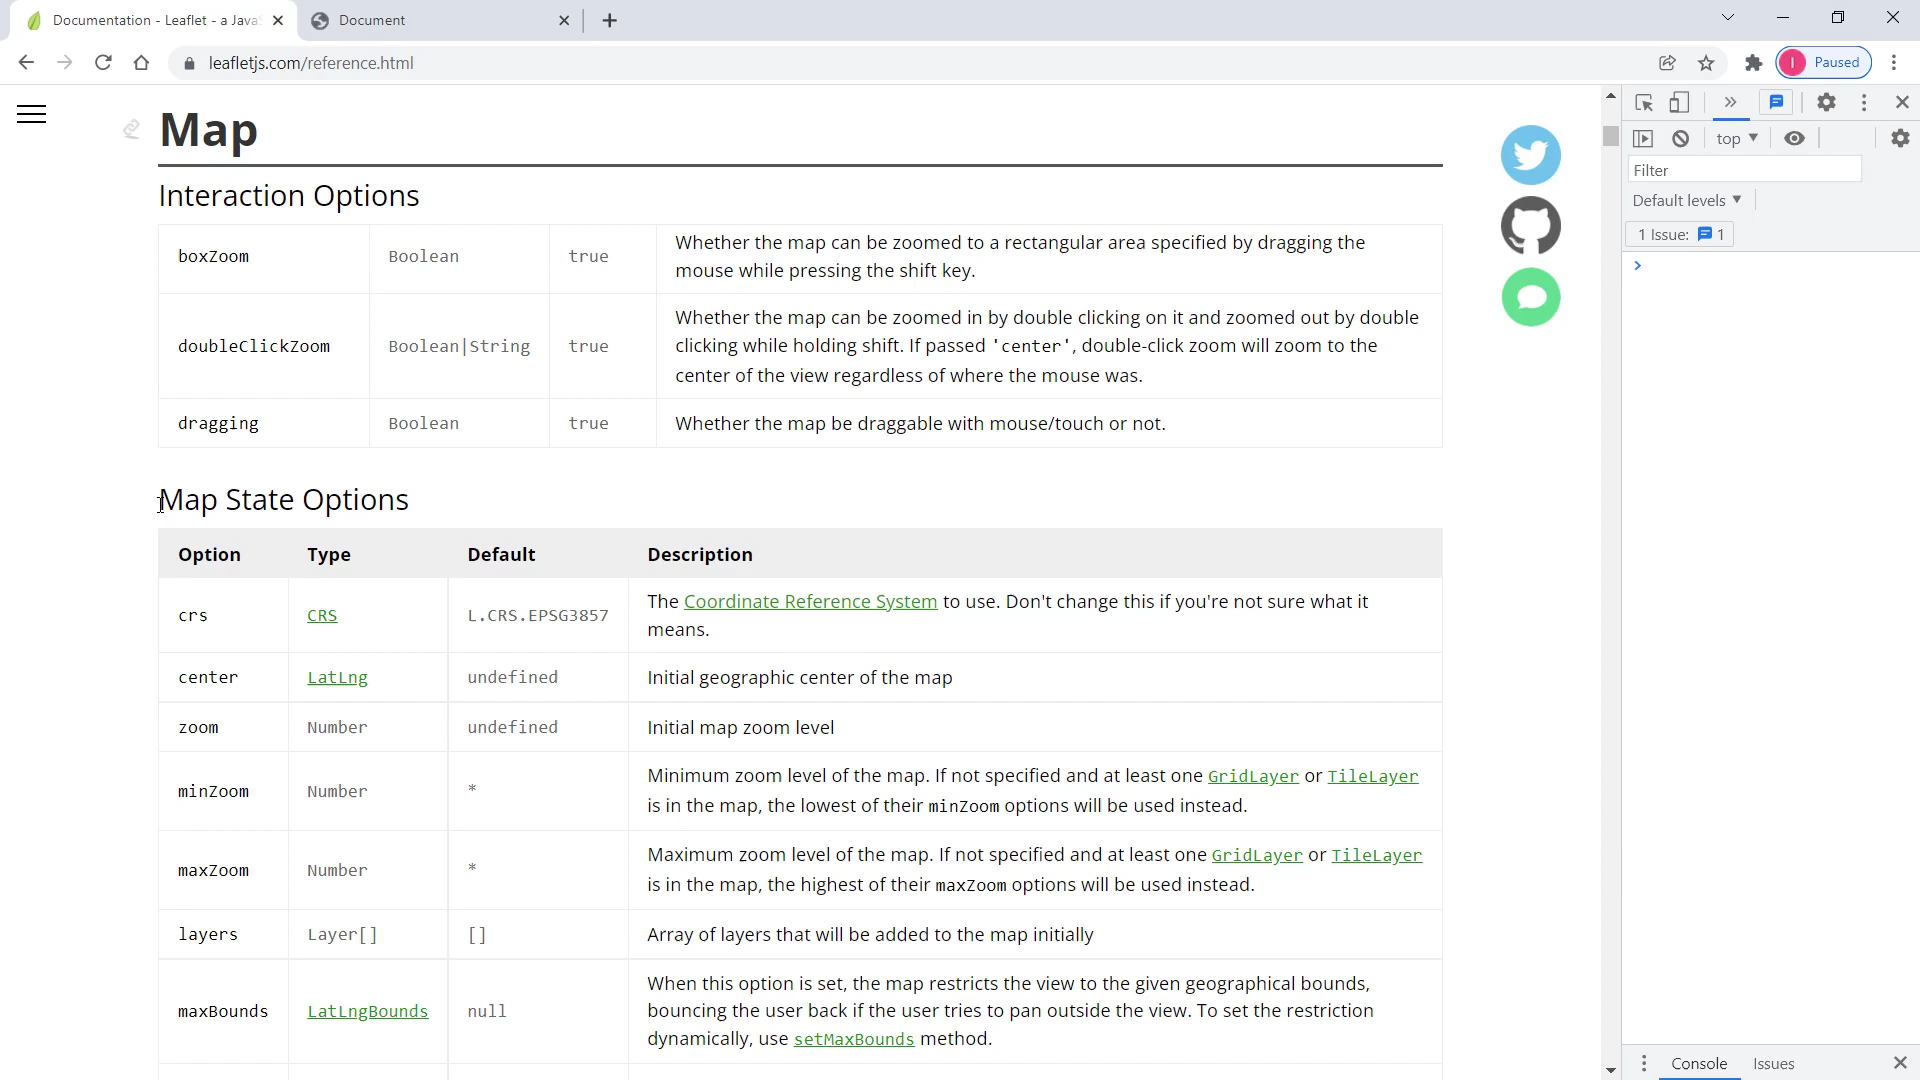 Documentation - Leaflet - a JavaS
Document
leafletjs.com/reference.html
Paused
Map
Interaction Options
boxZoom Boolean true Whether the map can be zoomed to a rectangular area specified by dragging the
mouse while pressing the shift key.
doubleClickZoom Boolean|String true Whether the map can be zoomed in by double clicking on it and zoomed out by double
clicking while holding shift. If passed 'center', double-click zoom will zoom to the
center of the view regardless of where the mouse was.
dragging Boolean true Whether the map be draggable with mouse/touch or not.
Map State Options
Option Type Default Description
crs CRS L.CRS.EPSG3857 The Coordinate Reference System to use. Don't change this if you're not sure what it
means.
center LatLng undefined Initial geographic center of the map
zoom Number undefined Initial map zoom level
minZoom Number * Minimum zoom level of the map. If not specified and at least one GridLayer or TileLayer
is in the map, the lowest of their minZoom options will be used instead.
maxZoom Number * Maximum zoom level of the map. If not specified and at least one GridLayer or TileLayer
is in the map, the highest of their maxZoom options will be used instead.
layers Layer[] [] Array of layers that will be added to the map initially
maxBounds LatLngBounds null When this option is set, the map restricts the view to the given geographical bounds,
bouncing the user back if the user tries to pan outside the view. To set the restriction
dynamically, use setMaxBounds method.
top
Filter
Default levels
1 Issue: 1
Console Issues